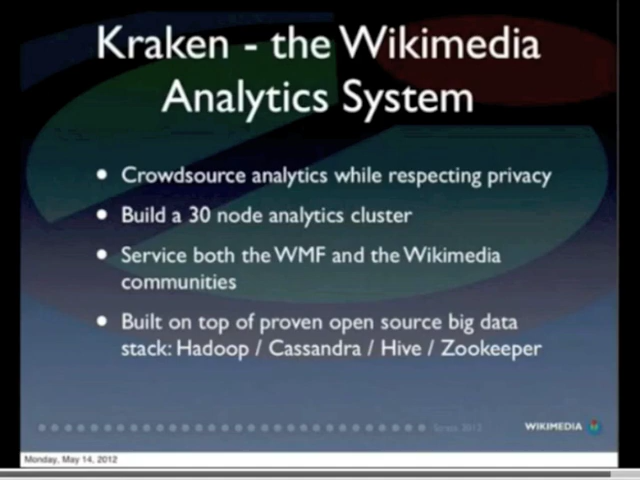 Kraken - the Wikimedia
Analytics System
• Crowdsource analytics while respecting privacy
• Build a 30 node analytics cluster
• Service both the WMF and the Wikimedia
communities
• Built on top of proven open source big data
stack: Hadoop / Cassandra / Hive / Zookeeper
2012
WIKIMEDIA
Monday, May 14, 2012